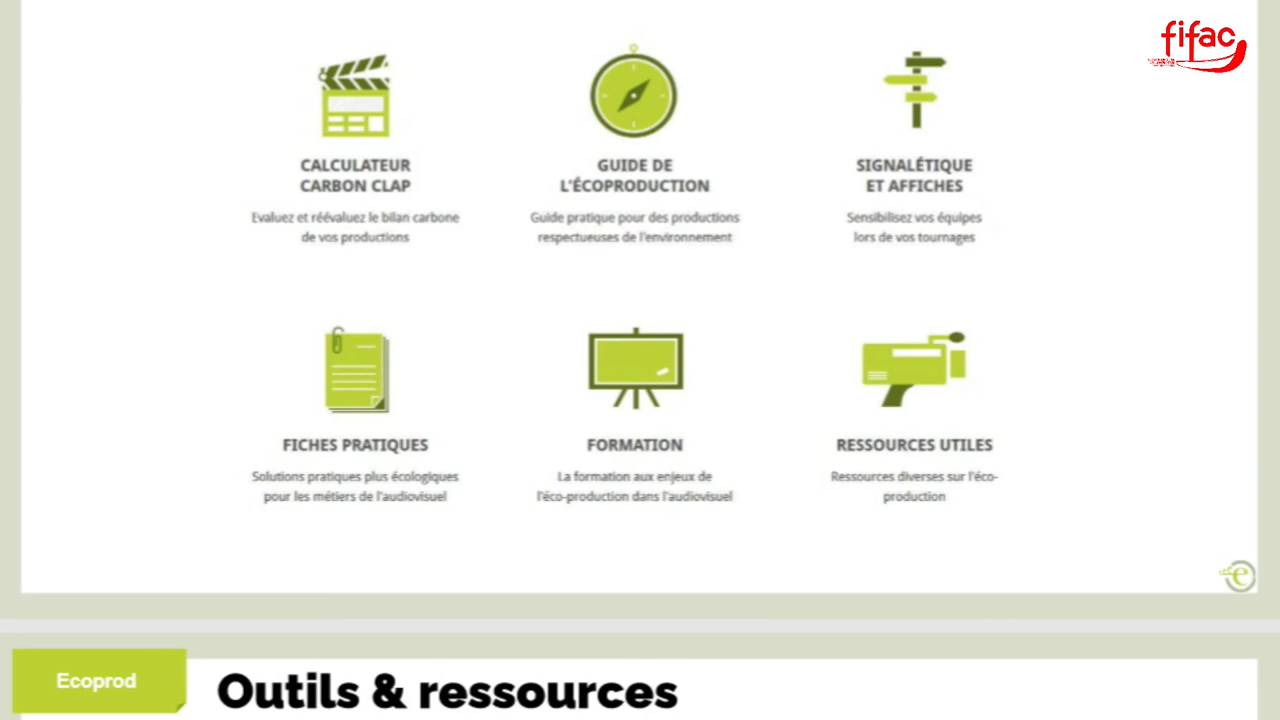 fifac
CALCULATEUR
CARBON CLAP
Evaluez et réévaluez le bilan carbone
de vos productions
GUIDE DE
L'ÉCOPRODUCTION
Guide pratique pour des productions
respectueuses de l'environnement
SIGNALÉTIQUE
ET AFFICHES
Sensibilisez vos équipes
lors de vos tournages
FICHES PRATIQUES
Solutions pratiques plus écologiques
pour les métiers de l'audiovisuel
FORMATION
La formation aux enjeux de
l'éco-production dans l'audiovisuel
RESSOURCES UTILES
Ressources diverses sur l'éco-
production
e
Ecoprod
Outils & ressources